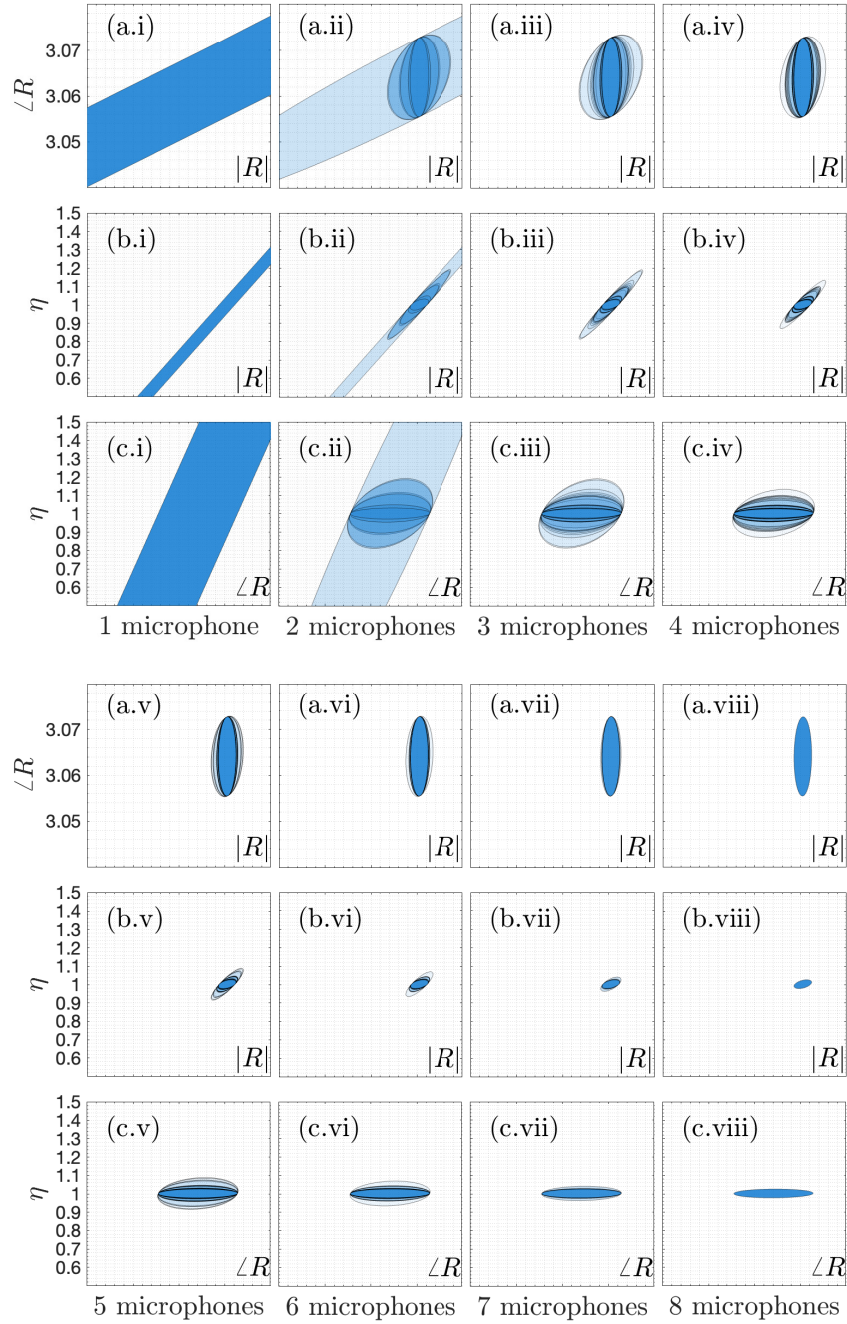 (a.i) (a.ii) (a.iii) (a.iv)
3.07
3.06
3.05
∠R
|R| |R| |R| |R|
(b.i) (b.ii) (b.iii) (b.iv)
1.5
1.4
1.3
1.2
1.1
1
0.9
0.8
0.7
0.6
η
|R| |R| |R| |R|
(c.i) (c.ii) (c.iii) (c.iv)
1.5
1.4
1.3
1.2
1.1
1
0.9
0.8
0.7
0.6
η
∠R ∠R ∠R ∠R
1 microphone 2 microphones 3 microphones 4 microphones
(a.v) (a.vi) (a.vii) (a.viii)
3.07
3.06
3.05
∠R
|R| |R| |R| |R|
(b.v) (b.vi) (b.vii) (b.viii)
1.5
1.4
1.3
1.2
1.1
1
0.9
0.8
0.7
0.6
η
|R| |R| |R| |R|
(c.v) (c.vi) (c.vii) (c.viii)
1.5
1.4
1.3
1.2
1.1
1
0.9
0.8
0.7
0.6
η
∠R ∠R ∠R ∠R
5 microphones 6 microphones 7 microphones 8 microphones